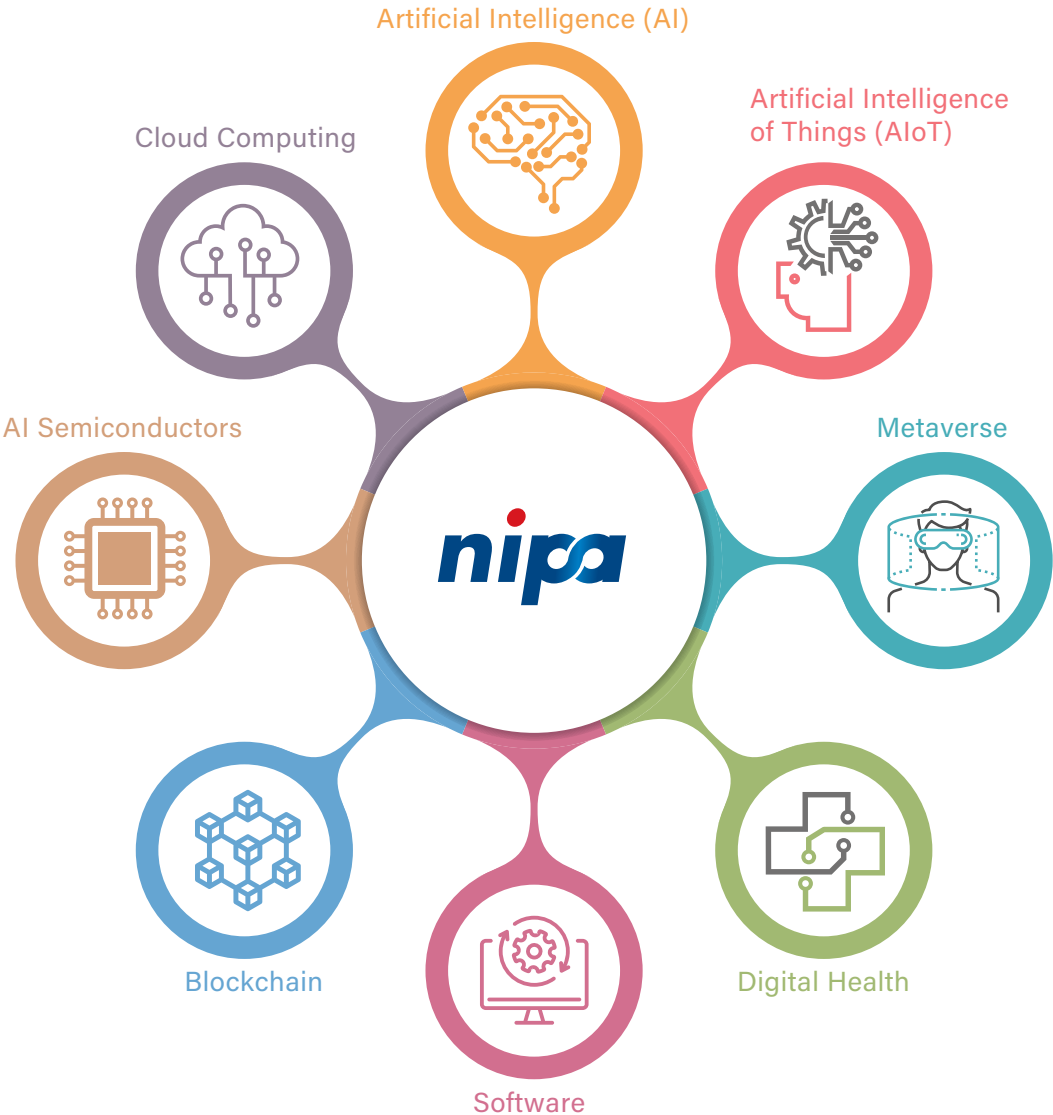 Artificial Intelligence (AI)
Artificial Intelligence
of Things (AIoT)
Cloud Computing
AI Semiconductors
Metaverse
nipa
Blockchain
Digital Health
Software